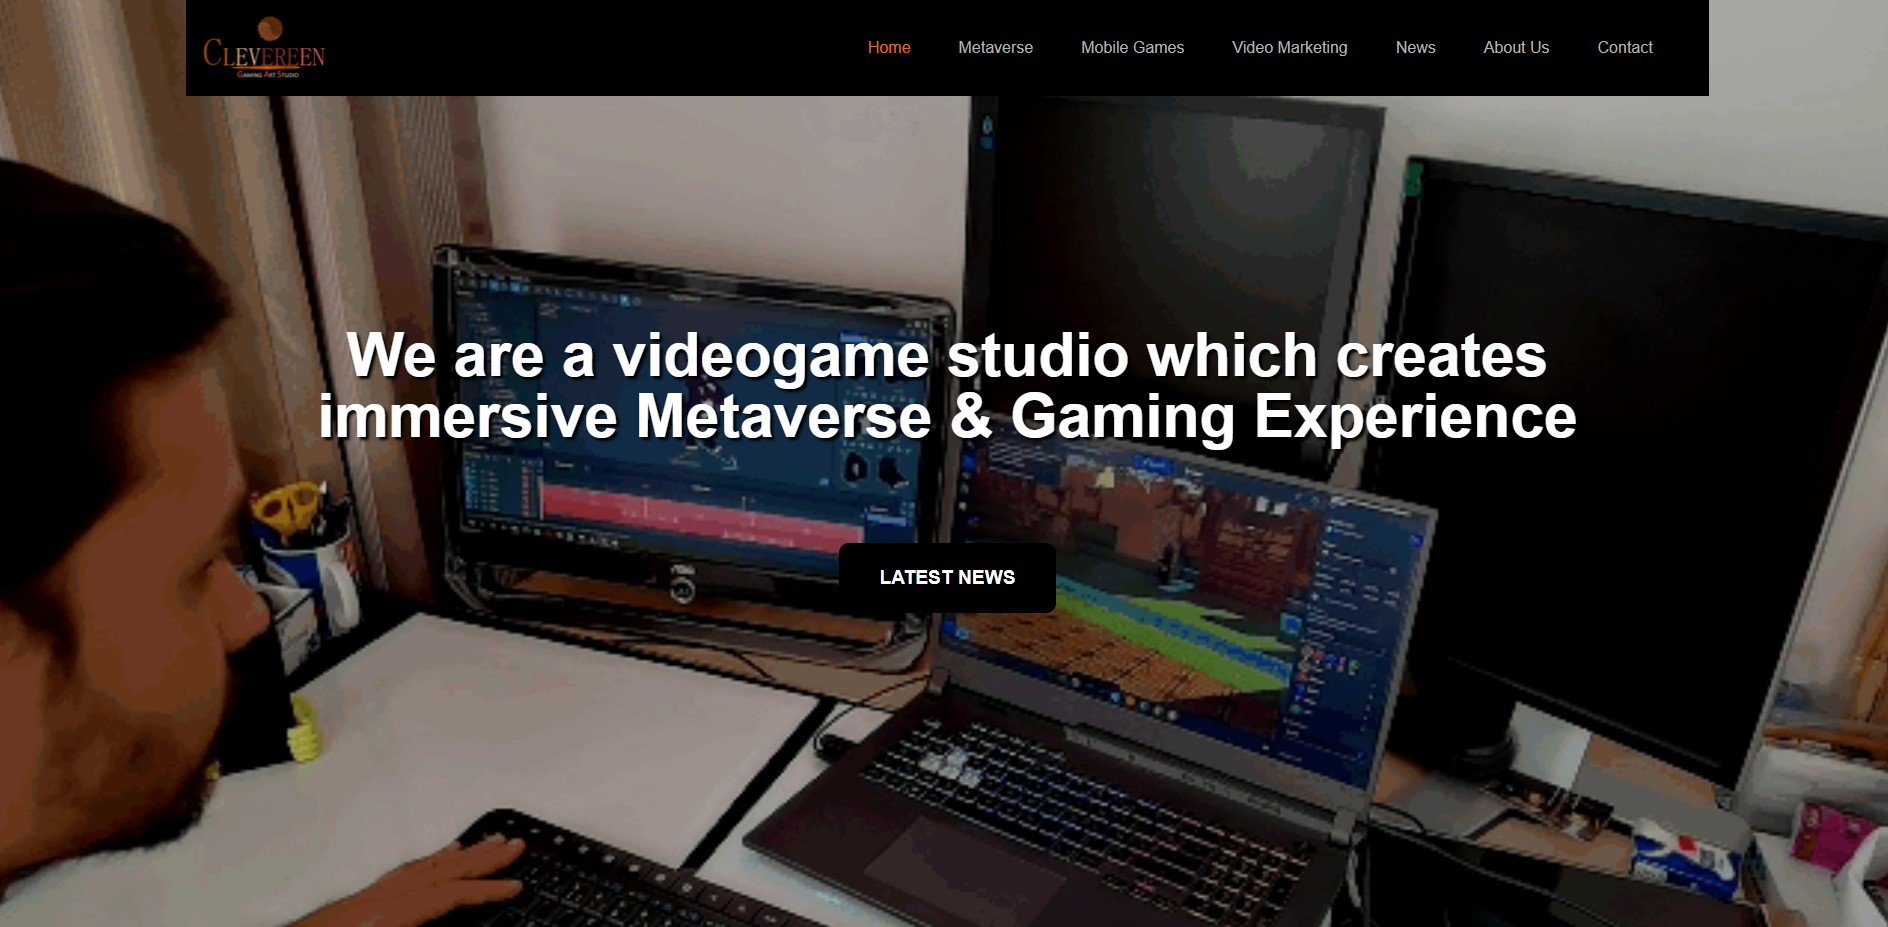 CLEVEREEN
GAMING ART STUDIO
Home Metaverse Mobile Games Video Marketing News About Us Contact
We are a videogame studio which creates
immersive Metaverse & Gaming Experience
LATEST NEWS